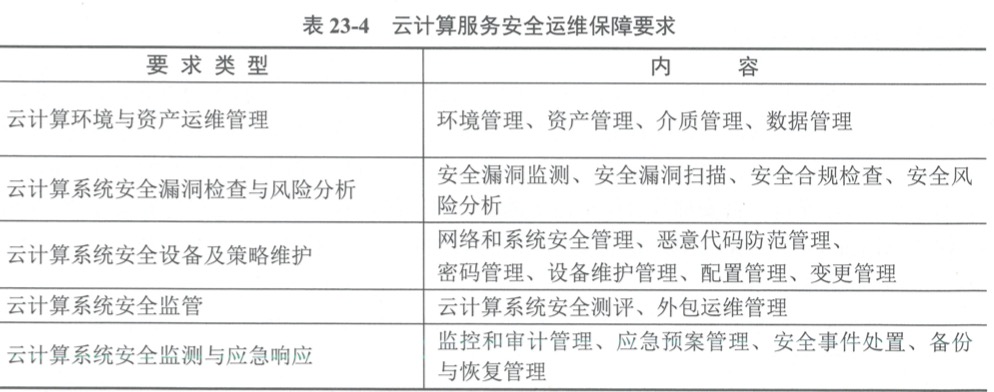 表 23-4 云计算服务安全运维保障要求
要 求 类 型
内 容
云计算环境与资产运维管理
环境管理、资产管理、介质管理、数据管理
云计算系统安全漏洞检查与风险分析
安全漏洞监测、安全漏洞扫描、安全合规检查、安全风
险分析
云计算系统安全设备及策略维护
网络和系统安全管理、恶意代码防范管理、
密码管理、设备维护管理、配置管理、变更管理
云计算系统安全监管
云计算系统安全测评、外包运维管理
云计算系统安全监测与应急响应
监控和审计管理、应急预案管理、安全事件处置、备份
与恢复管理